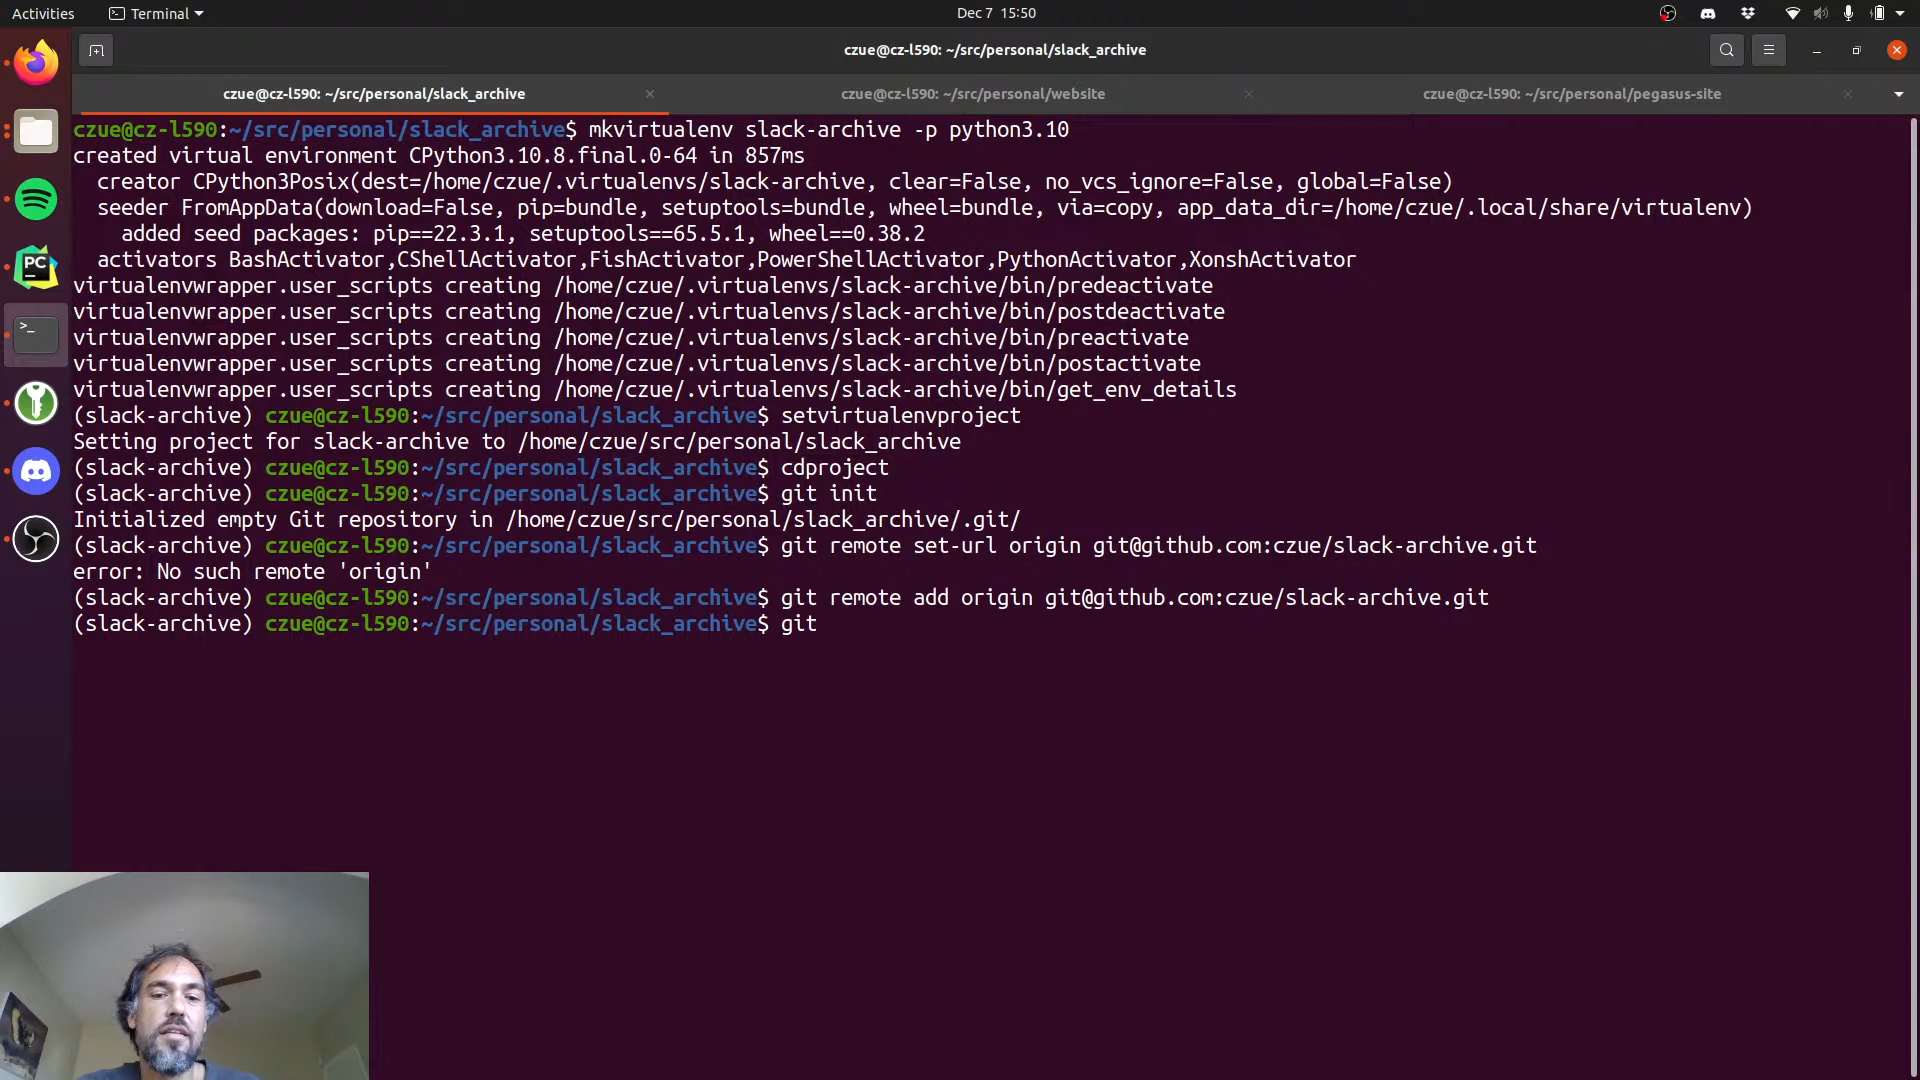 Activities
Terminal
Dec 7 15:50
czue@cz-l590: ~/src/personal/slack_archive
czue@cz-l590: ~/src/personal/slack_archive
czue@cz-l590: ~/src/personal/website
czue@cz-l590: ~/src/personal/pegasus-site
czue@cz-l590:~/src/personal/slack_archive$ mkvirtualenv slack-archive -p python3.10
created virtual environment CPython3.10.8.final.0-64 in 857ms
  creator CPython3Posix(dest=/home/czue/.virtualenvs/slack-archive, clear=False, no_vcs_ignore=False, global=False)
  seeder FromAppData(download=False, pip=bundle, setuptools=bundle, wheel=bundle, via=copy, app_data_dir=/home/czue/.local/share/virtualenv)
    added seed packages: pip==22.3.1, setuptools==65.5.1, wheel==0.38.2
  activators BashActivator,CShellActivator,FishActivator,PowerShellActivator,PythonActivator,XonshActivator
virtualenvwrapper.user_scripts creating /home/czue/.virtualenvs/slack-archive/bin/predeactivate
virtualenvwrapper.user_scripts creating /home/czue/.virtualenvs/slack-archive/bin/postdeactivate
virtualenvwrapper.user_scripts creating /home/czue/.virtualenvs/slack-archive/bin/preactivate
virtualenvwrapper.user_scripts creating /home/czue/.virtualenvs/slack-archive/bin/postactivate
virtualenvwrapper.user_scripts creating /home/czue/.virtualenvs/slack-archive/bin/get_env_details
(slack-archive) czue@cz-l590:~/src/personal/slack_archive$ setvirtualenvproject
Setting project for slack-archive to /home/czue/src/personal/slack_archive
(slack-archive) czue@cz-l590:~/src/personal/slack_archive$ cdproject
(slack-archive) czue@cz-l590:~/src/personal/slack_archive$ git init
Initialized empty Git repository in /home/czue/src/personal/slack_archive/.git/
(slack-archive) czue@cz-l590:~/src/personal/slack_archive$ git remote set-url origin git@github.com:czue/slack-archive.git
error: No such remote 'origin'
(slack-archive) czue@cz-l590:~/src/personal/slack_archive$ git remote add origin git@github.com:czue/slack-archive.git
(slack-archive) czue@cz-l590:~/src/personal/slack_archive$ git
PC
>_